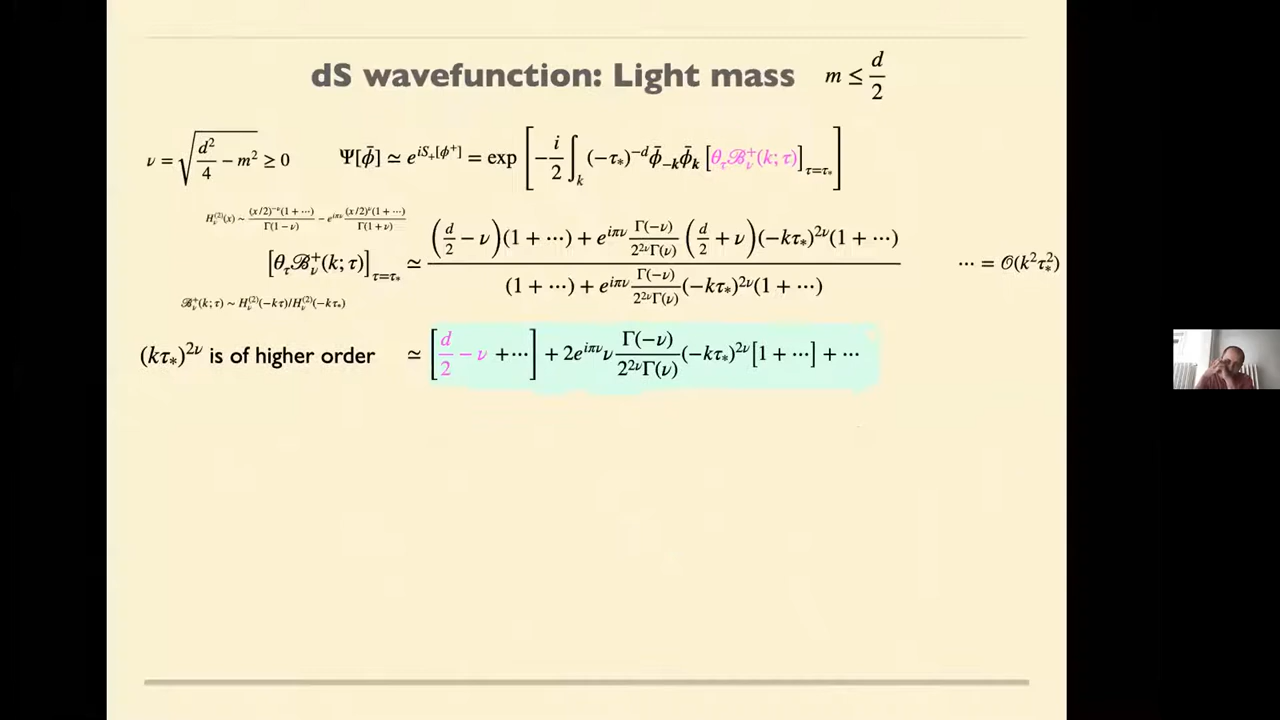 dS wavefunction: Light mass m ≤ d/2
ν = √(d²/4 − m²) ≥ 0 Ψ[ϕ̄] ≃ e^{iS₊[ϕ⁺]} = exp[−i/2 ∫_k (−τ_*)^{−d} ϕ̄_{−k} ϕ̄_k [θ_τ ℬ_ν^+(k; τ)]_{τ=τ_*}]
H_ν^{(2)}(x) ~ (x/2)^{−ν}(1 + ⋯)/Γ(1 − ν) − e^{iπν} (x/2)^ν(1 + ⋯)/Γ(1 + ν)
[θ_τ ℬ_ν^+(k; τ)]_{τ=τ_*} ≃ ((d/2 − ν)(1 + ⋯) + e^{iπν} Γ(−ν)/(2^{2ν}Γ(ν)) (d/2 + ν)(−kτ_*)^{2ν}(1 + ⋯)) / ((1 + ⋯) + e^{iπν} Γ(−ν)/(2^{2ν}Γ(ν)) (−kτ_*)^{2ν}(1 + ⋯)) ⋯ = 𝒪(k²τ_*²)
ℬ_ν^+(k; τ) ~ H_ν^{(2)}(−kτ)/H_ν^{(2)}(−kτ_*)
(kτ_*)^{2ν} is of higher order ≃ [d/2 − ν + ⋯] + 2e^{iπν}ν Γ(−ν)/(2^{2ν}Γ(ν)) (−kτ_*)^{2ν}[1 + ⋯] + ⋯